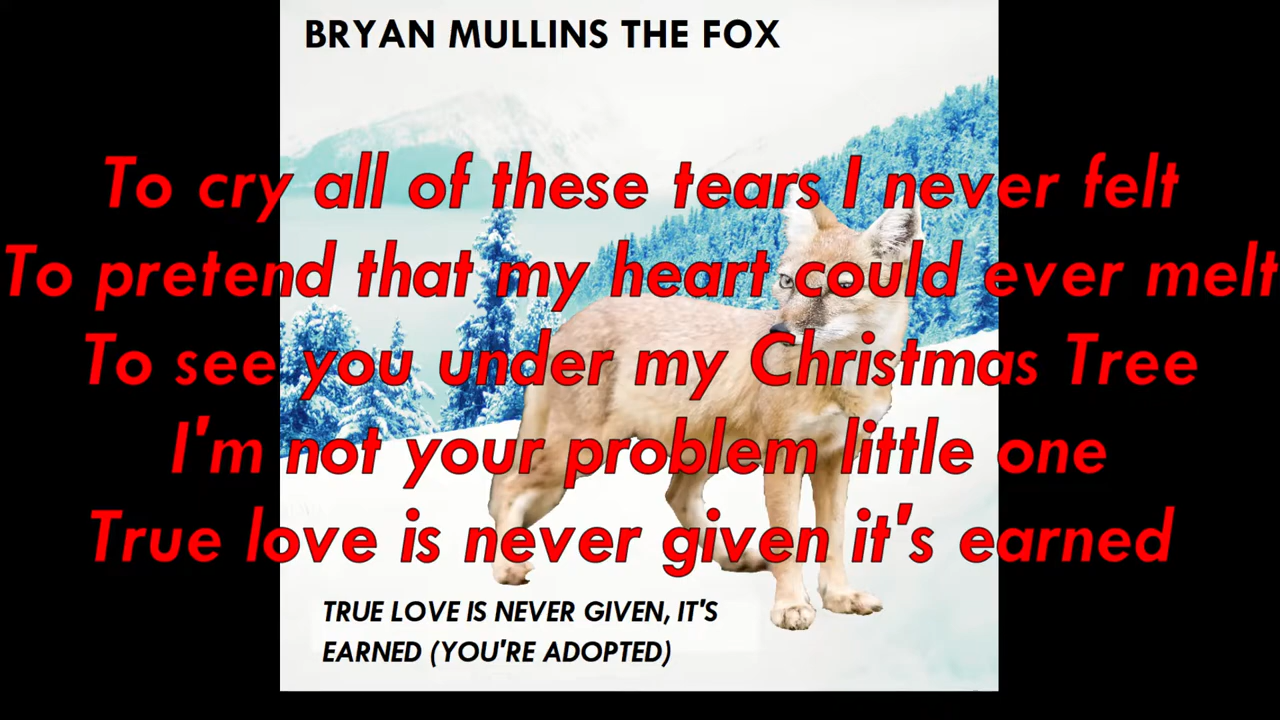 BRYAN MULLINS THE FOX
To cry all of these tears I never felt
To pretend that my heart could ever melt
To see you under my Christmas Tree
I'm not your problem little one
True love is never given it's earned
TRUE LOVE IS NEVER GIVEN, IT'S
EARNED (YOU'RE ADOPTED)